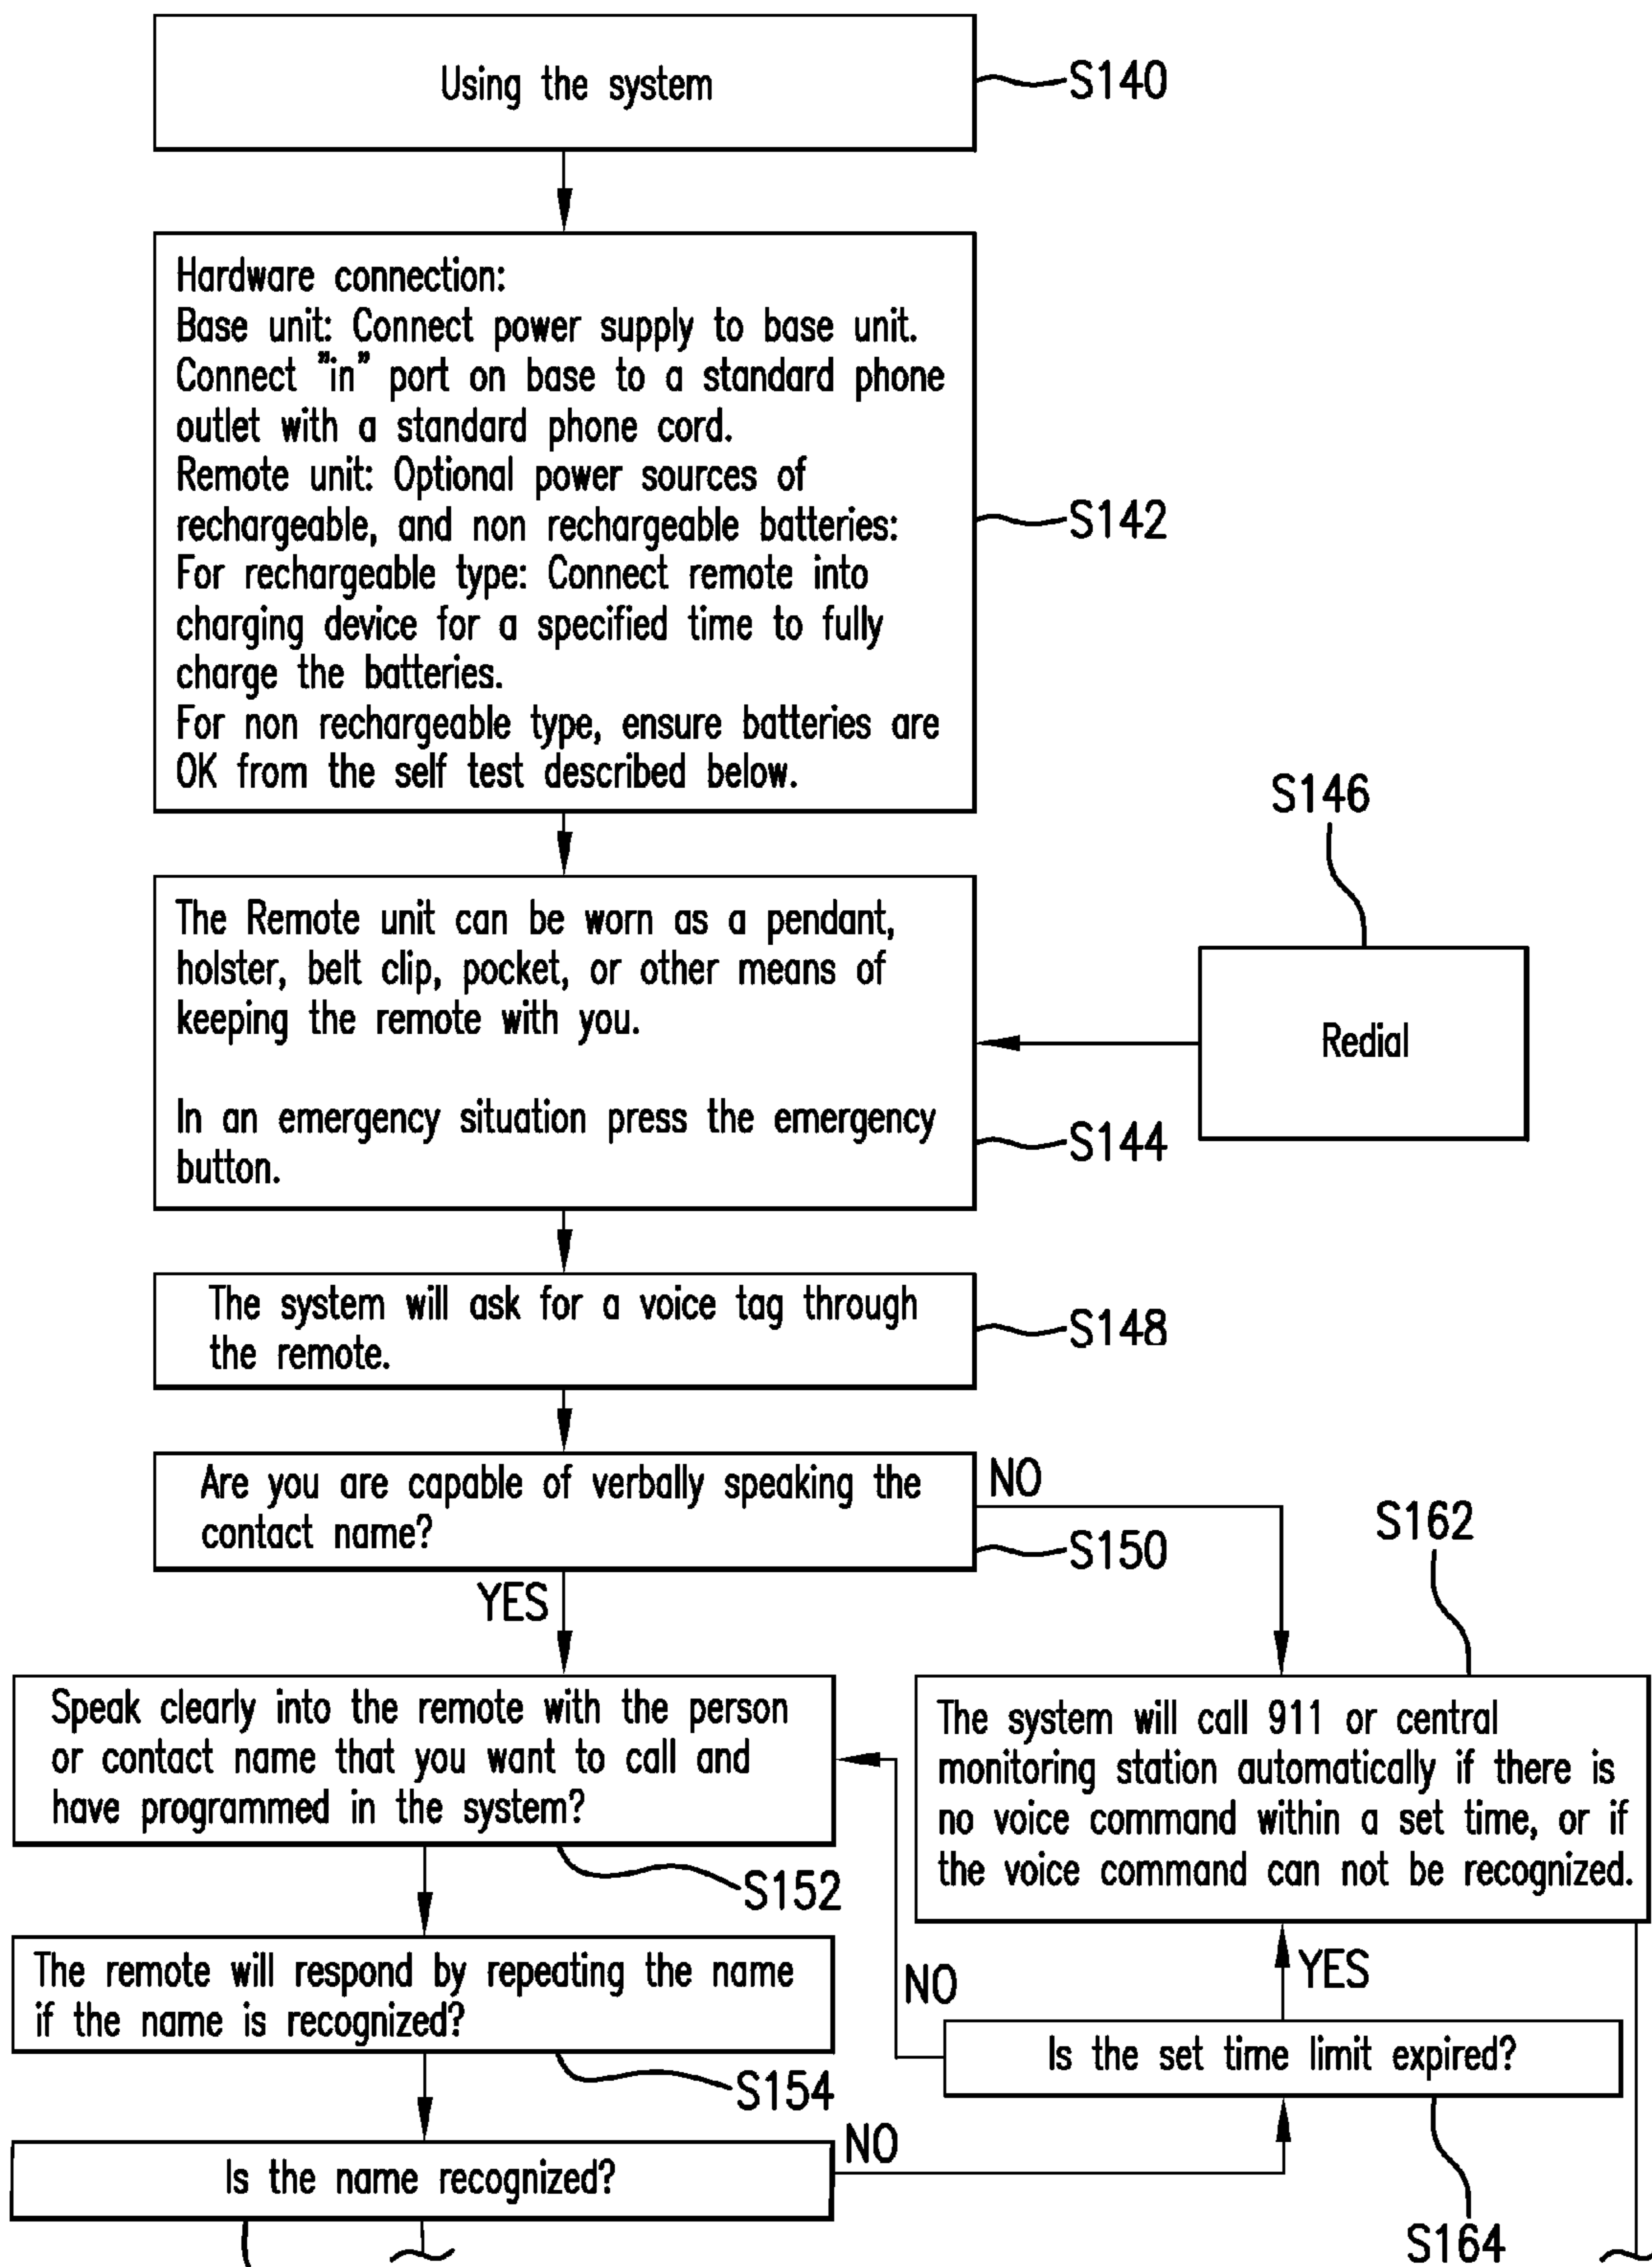 Using the system
S140
Hardware connection:
Base unit: Connect power supply to base unit.
Connect "in" port on base to a standard phone
outlet with a standard phone cord.
Remote unit: Optional power sources of
rechargeable, and non rechargeable batteries:
For rechargeable type: Connect remote into
charging device for a specified time to fully
charge the batteries.
For non rechargeable type, ensure batteries are
OK from the self test described below.
S142
S146
The Remote unit can be worn as a pendant,
holster, belt clip, pocket, or other means of
keeping the remote with you.
In an emergency situation press the emergency
button.
S144
Redial
The system will ask for a voice tag through
the remote.
S148
Are you are capable of verbally speaking the
contact name?
NO
S150
YES
S162
Speak clearly into the remote with the person
or contact name that you want to call and
have programmed in the system?
S152
The system will call 911 or central
monitoring station automatically if there is
no voice command within a set time, or if
the voice command can not be recognized.
The remote will respond by repeating the name
if the name is recognized?
S154
NO
YES
Is the set time limit expired?
S164
Is the name recognized?
NO